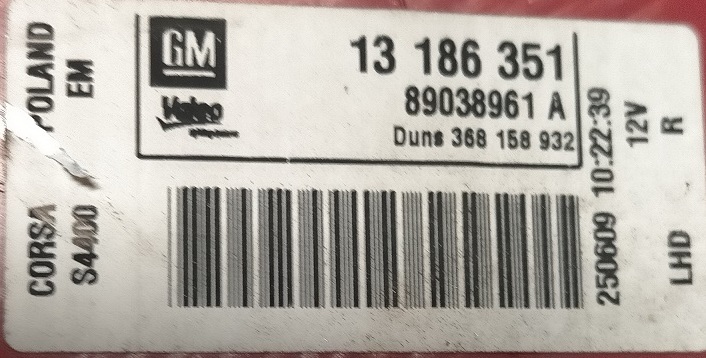 GM
13 186 351
Valeo
89038961 A
Duns 368 158 932
POLAND
EM
CORSA
S4400
250609 10:22:39
12V
R
LHD